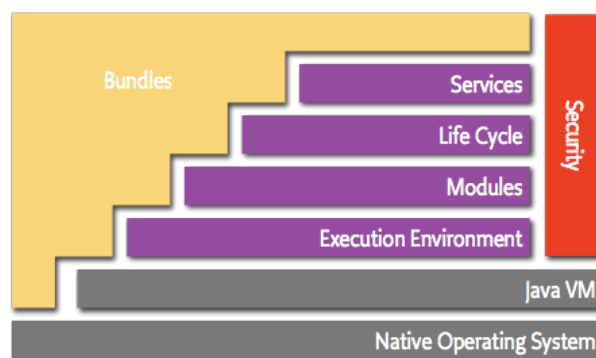 Bundles
Services
Life Cycle
Modules
Execution Environment
Security
Java VM
Native Operating System